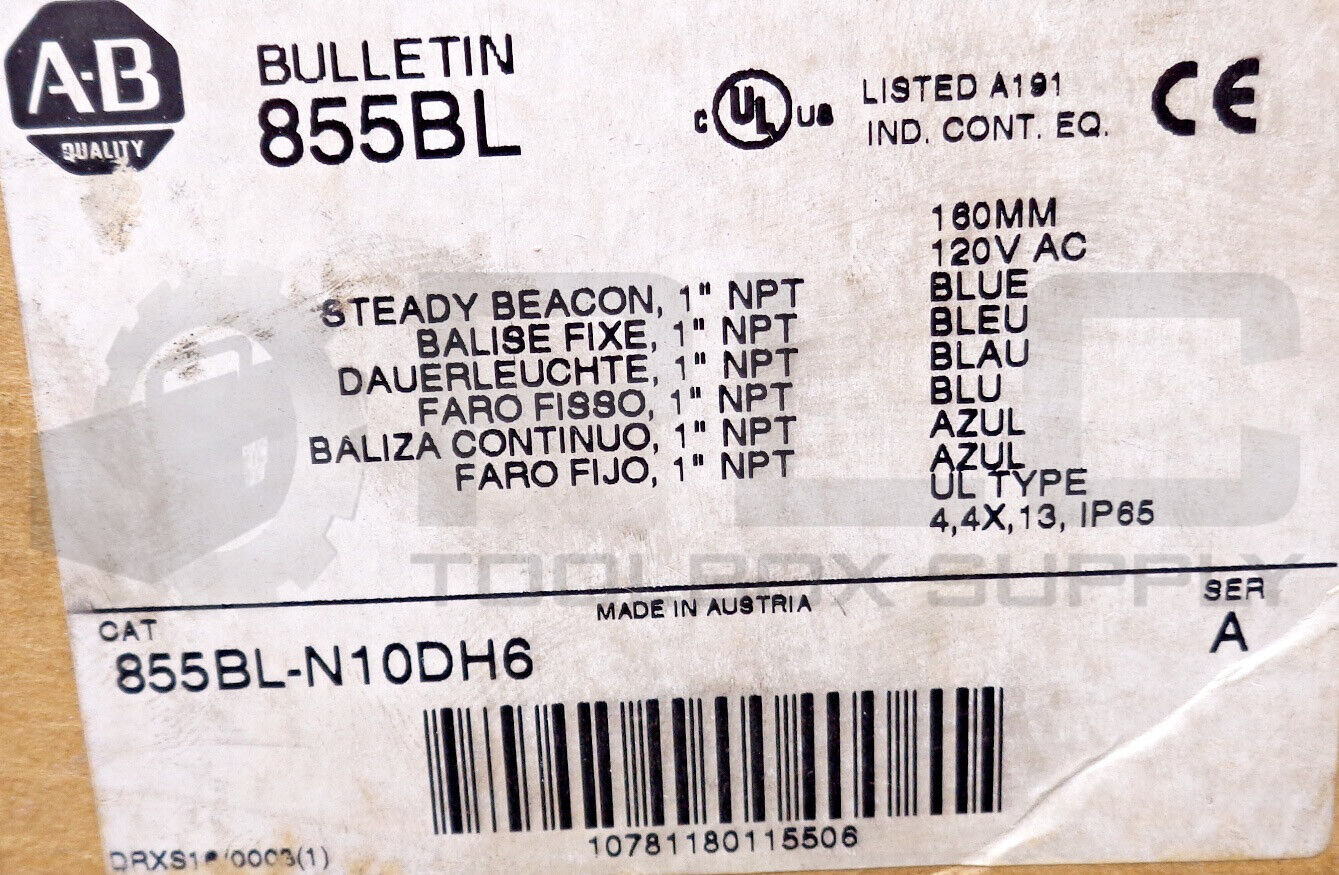 A-B
QUALITY
BULLETIN
855BL
C UL US
LISTED A191
IND. CONT. EQ.
CE
160MM
120V AC
STEADY BEACON, 1" NPT BLUE
BALISE FIXE, 1" NPT BLEU
DAUERLEUCHTE, 1" NPT BLAU
FARO FISSO, 1" NPT BLU
BALIZA CONTINUO, 1" NPT AZUL
FARO FIJO, 1" NPT AZUL
UL TYPE
4,4X,13, IP65
TOOLBOX SUPPLY
MADE IN AUSTRIA
SER
A
CAT
855BL-N10DH6
10781180115506